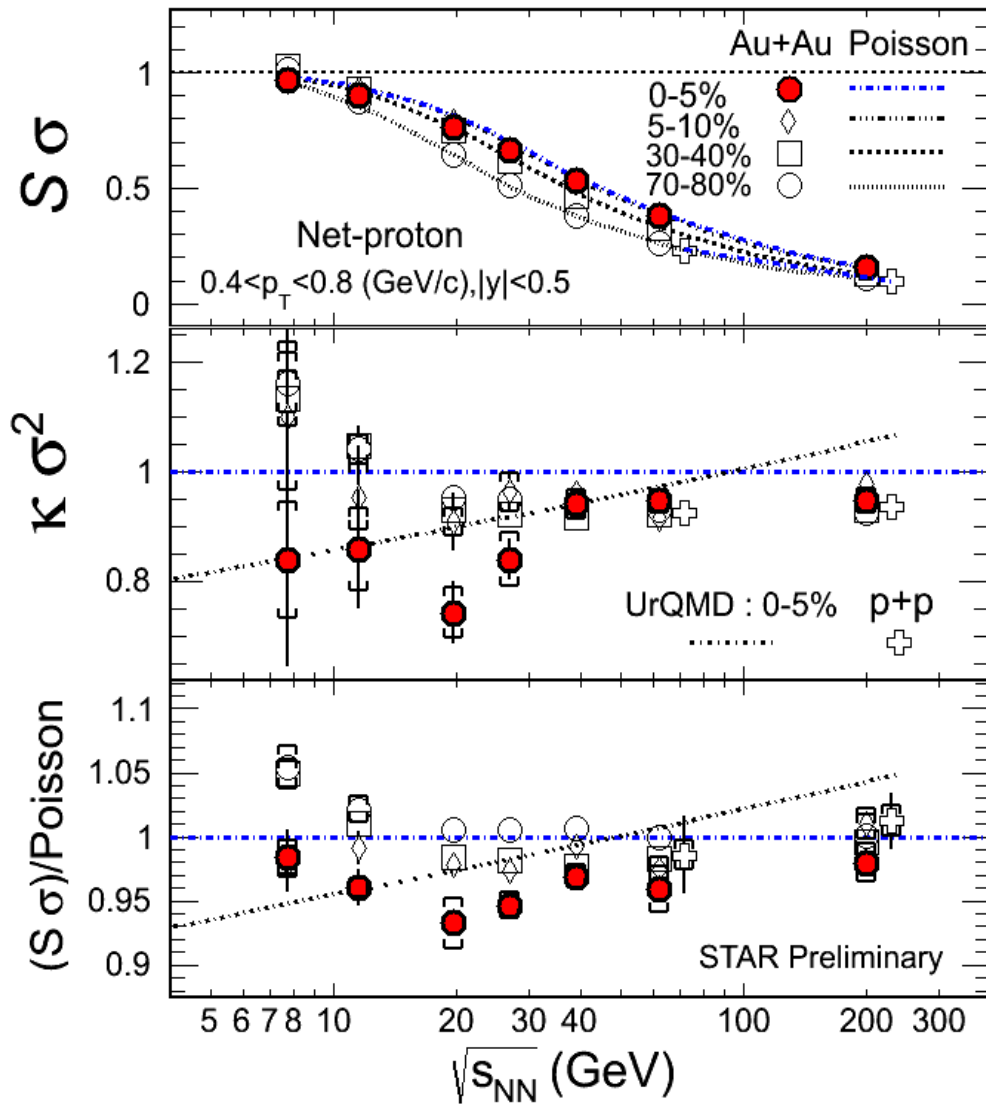 S σ
1
0.5
0
Au+Au Poisson
0-5%
5-10%
30-40%
70-80%
Net-proton
0.4<p_T<0.8 (GeV/c),|y|<0.5
κ σ²
1.2
1
0.8
UrQMD : 0-5% p+p
(S σ)/Poisson
1.1
1.05
1
0.95
0.9
STAR Preliminary
5 6 7 8 10 20 30 40 100 200 300
√s_NN (GeV)